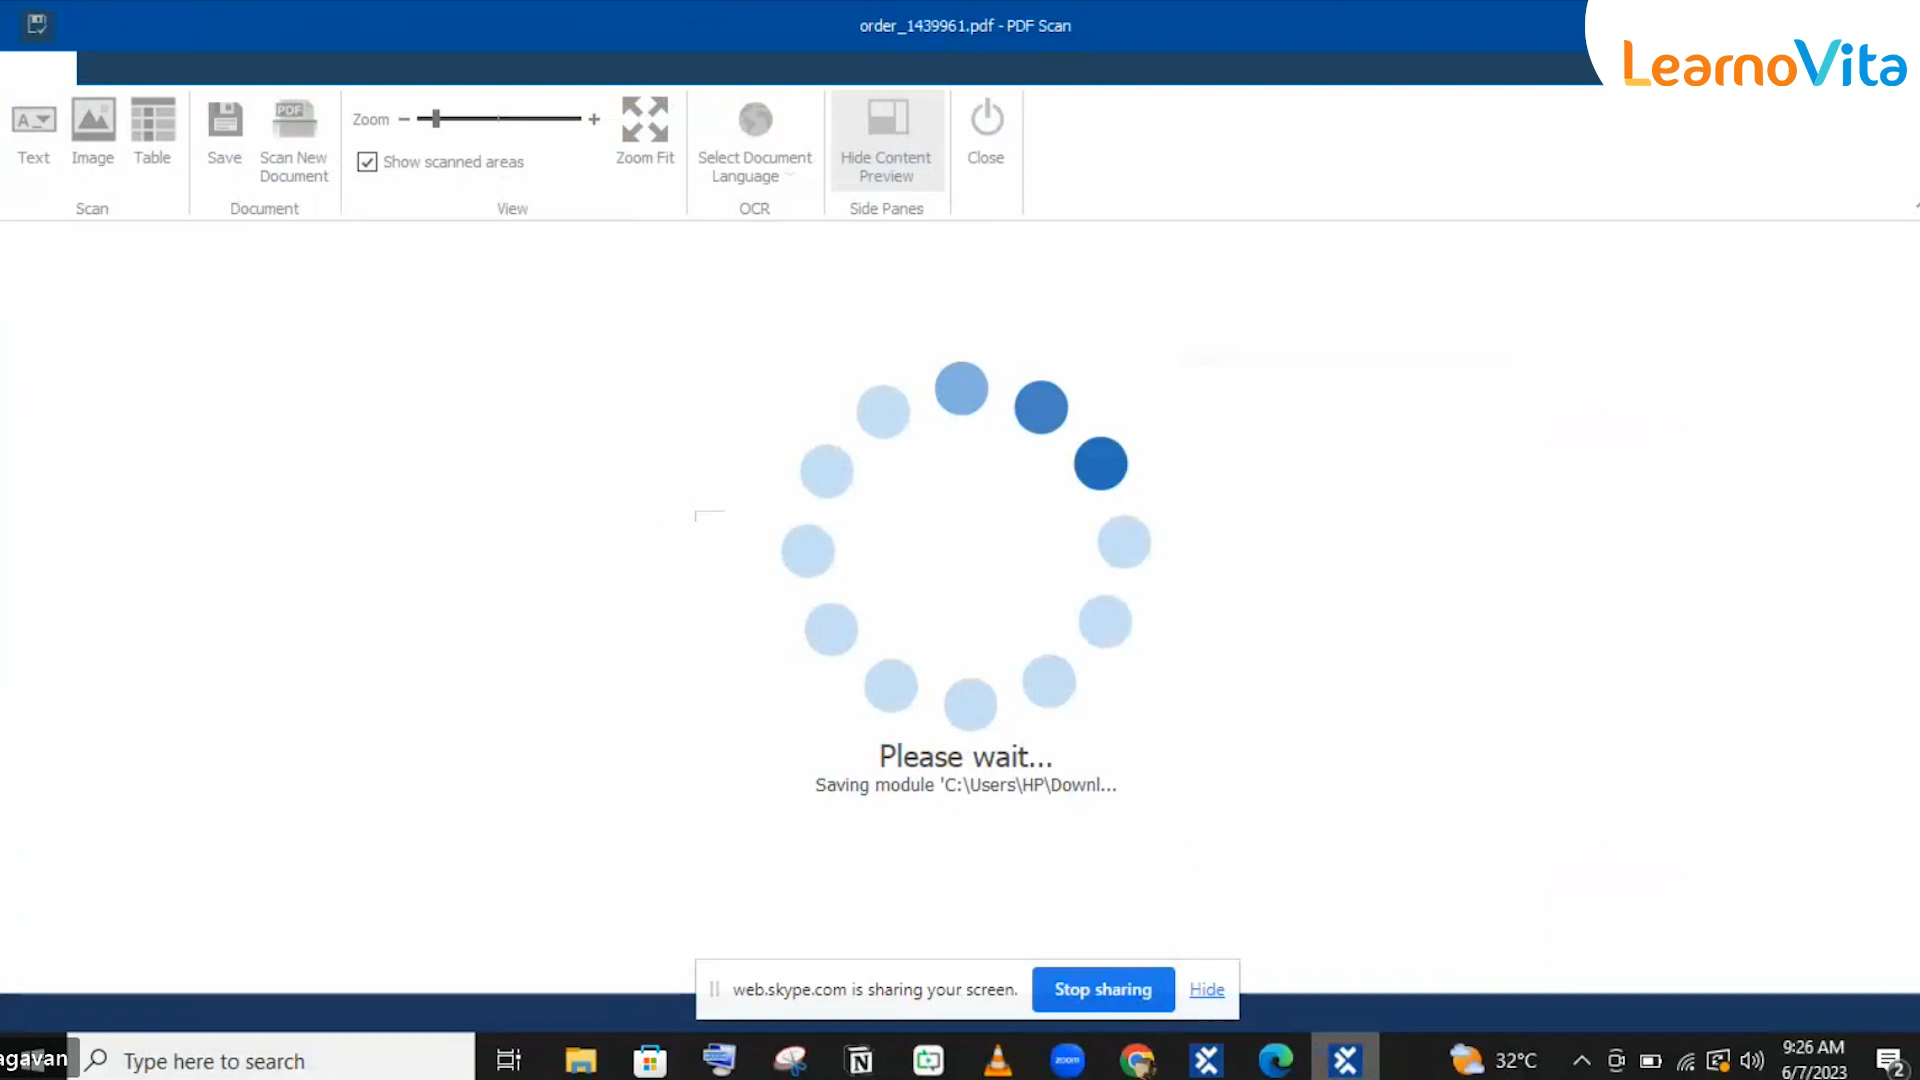 order_1439961.pdf - PDF Scan
LearnoVita
A
PDF
Zoom
Show scanned areas
Text
Image
Table
Save
Scan New
Document
Zoom Fit
Select Document
Language
Hide Content
Preview
Close
Scan
Document
View
OCR
Side Panes
Please wait...
Saving module 'C:\Users\HP\Downl...
web.skype.com is sharing your screen.
Stop sharing
Hide
agavan
Type here to search
N
zoom
32°C
9:26 AM
6/7/2023
2